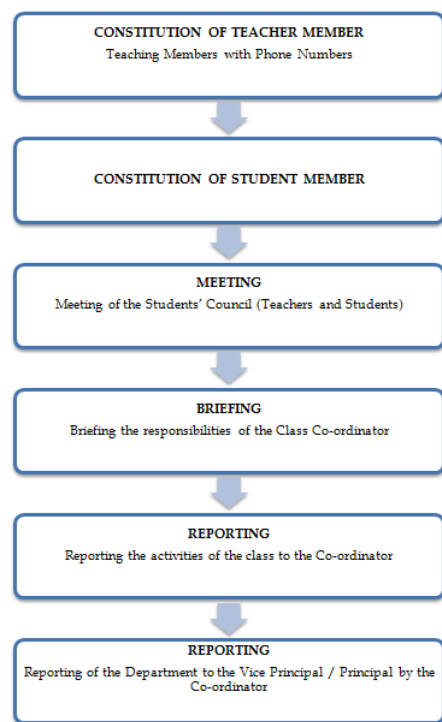 CONSTITUTION OF TEACHER MEMBER
Teaching Members with Phone Numbers
CONSTITUTION OF STUDENT MEMBER
MEETING
Meeting of the Students' Council (Teachers and Students)
BRIEFING
Briefing the responsibilities of the Class Co-ordinator
REPORTING
Reporting the activities of the class to the Co-ordinator
REPORTING
Reporting of the Department to the Vice Principal / Principal by the
Co-ordinator